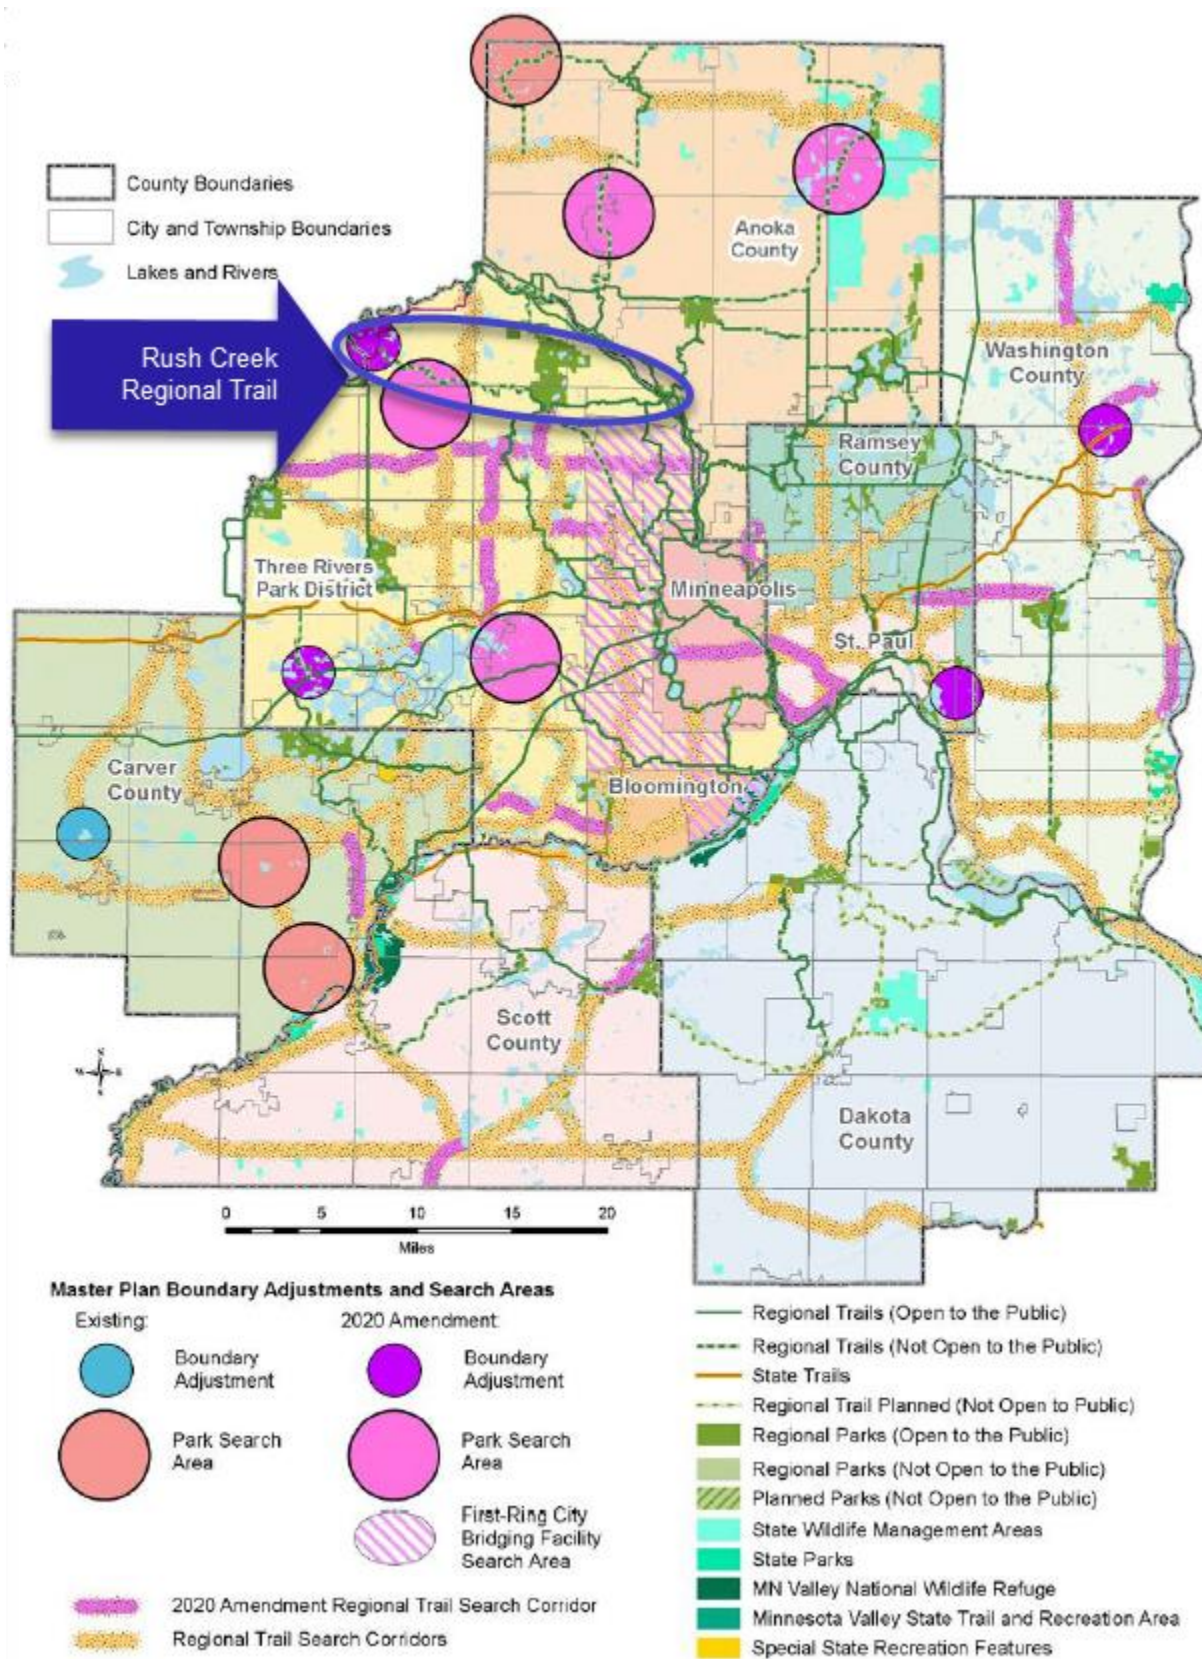 County Boundaries
City and Township Boundaries
Lakes and Rivers
Rush Creek
Regional Trail
Anoka
County
Washington
County
Ramsey
County
Three Rivers
Park District
Minneapolis
St. Paul
Carver
County
Bloomington
Scott
County
Dakota
County
0 5 10 15 20
Miles
Master Plan Boundary Adjustments and Search Areas
Existing:
Boundary
Adjustment
Park Search
Area
2020 Amendment:
Boundary
Adjustment
Park Search
Area
First-Ring City
Bridging Facility
Search Area
2020 Amendment Regional Trail Search Corridor
Regional Trail Search Corridors
Regional Trails (Open to the Public)
Regional Trails (Not Open to the Public)
State Trails
Regional Trail Planned (Not Open to Public)
Regional Parks (Open to the Public)
Regional Parks (Not Open to the Public)
Planned Parks (Not Open to the Public)
State Wildlife Management Areas
State Parks
MN Valley National Wildlife Refuge
Minnesota Valley State Trail and Recreation Area
Special State Recreation Features